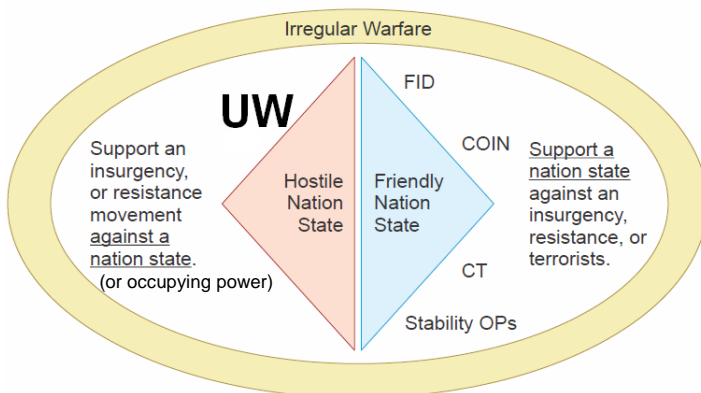 Irregular Warfare
UW
Support an
insurgency,
or resistance
movement
against a
nation state.
(or occupying power)
Hostile
Nation
State
Friendly
Nation
State
FID
COIN
CT
Stability OPs
Support a
nation state
against an
insurgency,
resistance, or
terrorists.